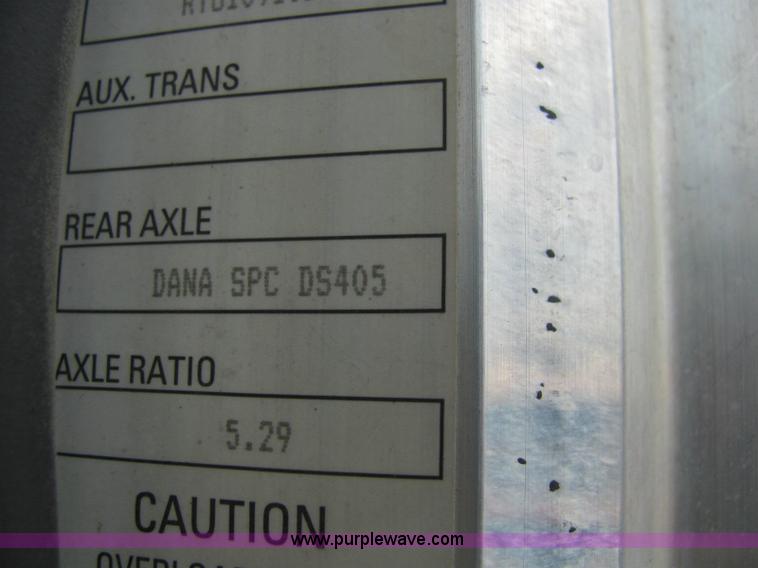 AUX. TRANS
REAR AXLE
DANA SPC DS405
AXLE RATIO
5.29
CAUTION
www.purplewave.com